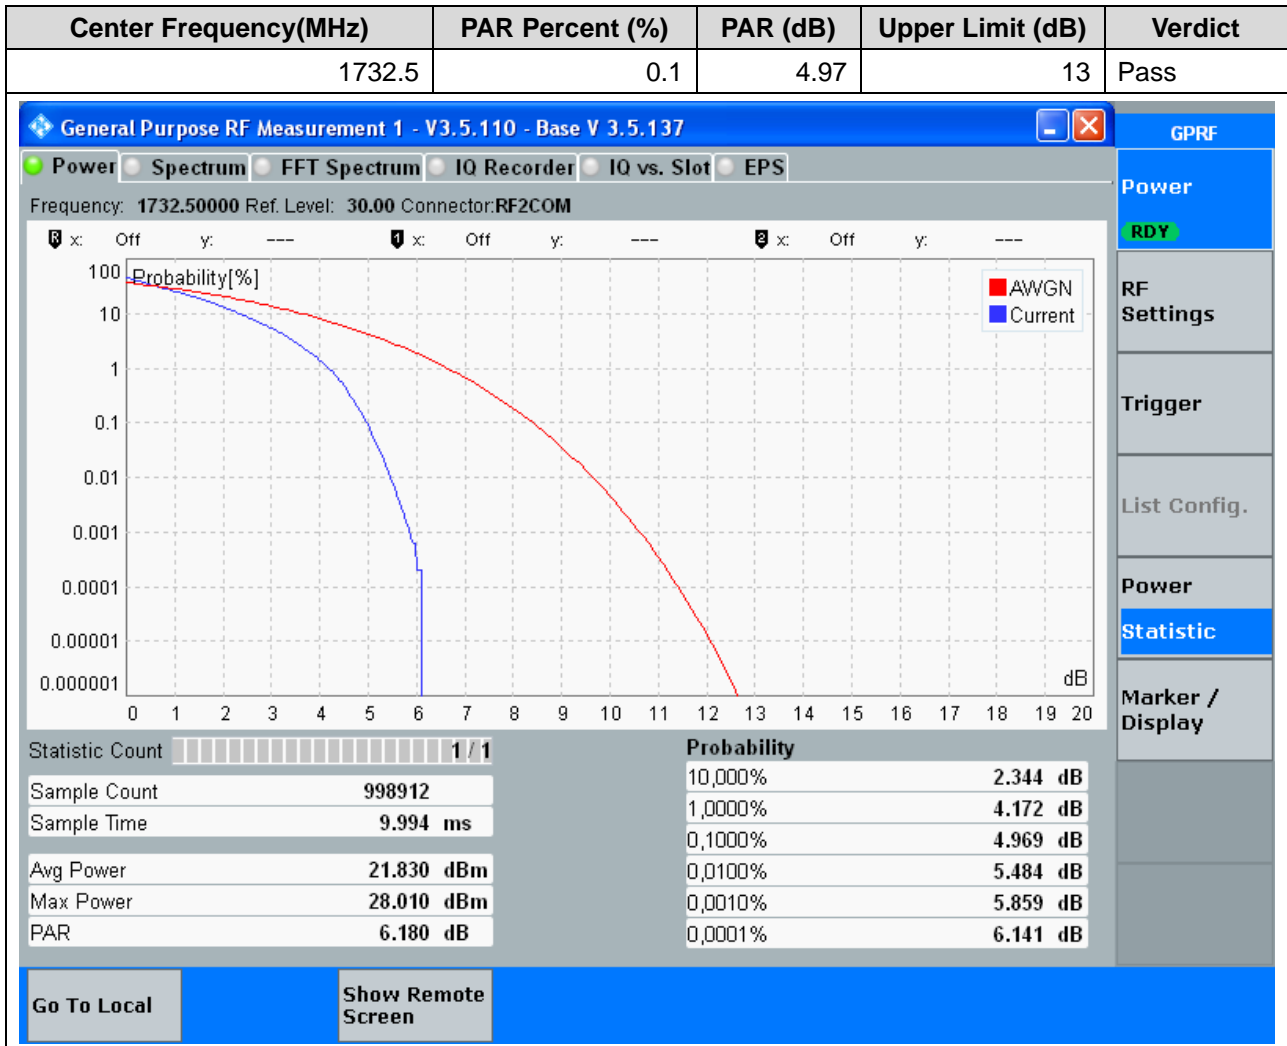 Center Frequency(MHz) PAR Percent (%) PAR (dB) Upper Limit (dB) Verdict
1732.5 0.1 4.97 13 Pass
General Purpose RF Measurement 1 - V3.5.110 - Base V 3.5.137
GPRF
Power Spectrum FFT Spectrum IQ Recorder IQ vs. Slot EPS
Frequency: 1732.50000 Ref. Level: 30.00 Connector:RF2COM
R x: Off y: --- 1 x: Off y: --- 2 x: Off y: ---
Probability[%]
100
10
1
0.1
0.01
0.001
0.0001
0.00001
0.000001
AWGN
Current
dB
0 1 2 3 4 5 6 7 8 9 10 11 12 13 14 15 16 17 18 19 20
Statistic Count 1 / 1
Sample Count 998912
Sample Time 9.994 ms
Avg Power 21.830 dBm
Max Power 28.010 dBm
PAR 6.180 dB
Probability
10,000% 2.344 dB
1,0000% 4.172 dB
0,1000% 4.969 dB
0,0100% 5.484 dB
0,0010% 5.859 dB
0,0001% 6.141 dB
Power
RDY
RF
Settings
Trigger
List Config.
Power
Statistic
Marker /
Display
Go To Local
Show Remote
Screen